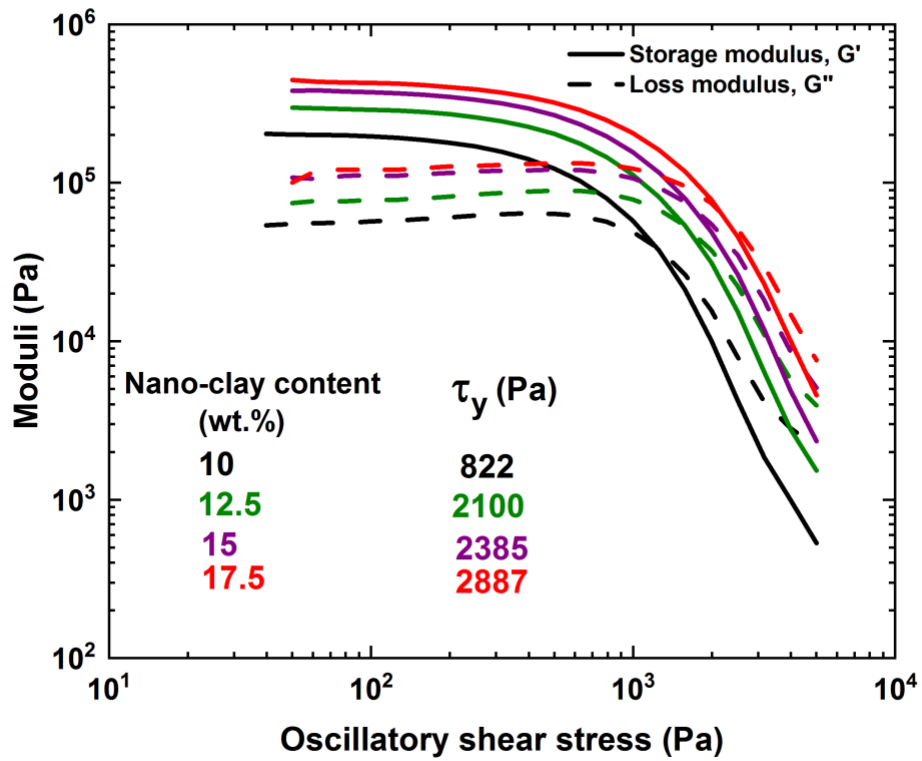 Storage modulus, G'
Loss modulus, G"
10⁶
10⁵
10⁴
10³
10²
Moduli (Pa)
Nano-clay content
(wt.%)
τy (Pa)
10 822
12.5 2100
15 2385
17.5 2887
10¹ 10² 10³ 10⁴
Oscillatory shear stress (Pa)